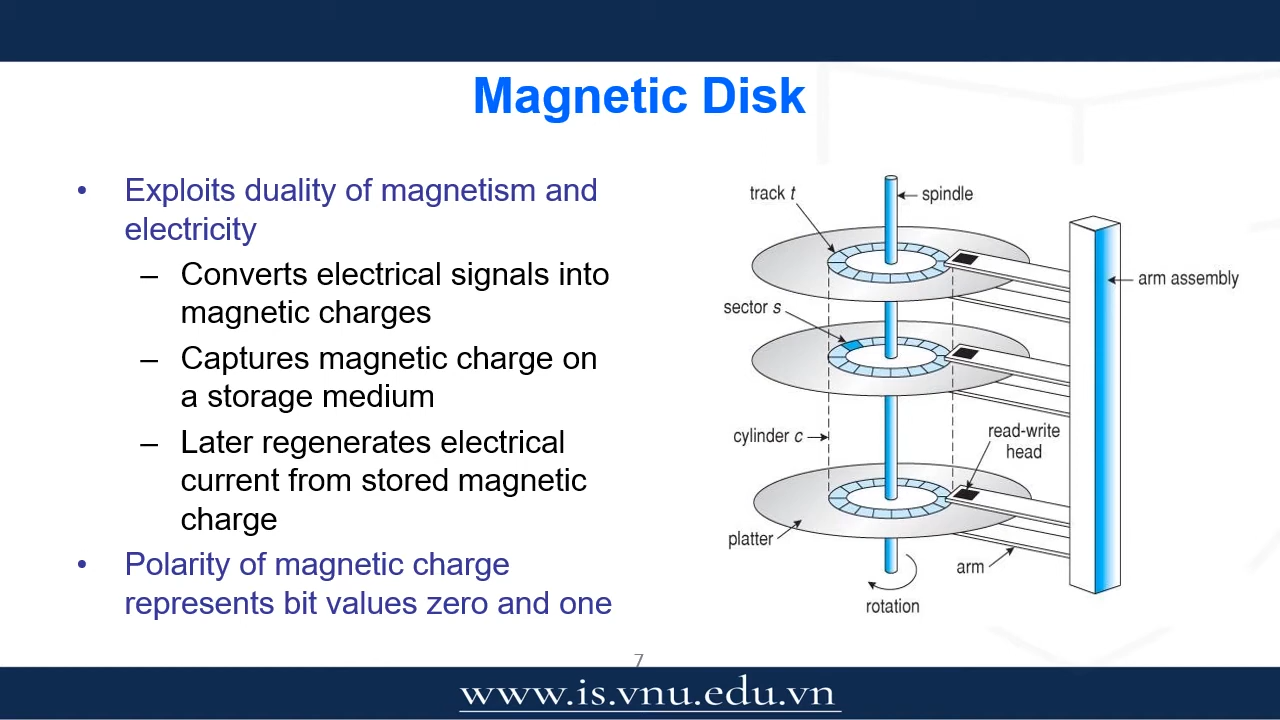 Magnetic Disk
• Exploits duality of magnetism and
electricity
– Converts electrical signals into
magnetic charges
– Captures magnetic charge on
a storage medium
– Later regenerates electrical
current from stored magnetic
charge
• Polarity of magnetic charge
represents bit values zero and one
track t
spindle
arm assembly
sector s
cylinder c
read-write
head
platter
arm
rotation
7
www.is.vnu.edu.vn